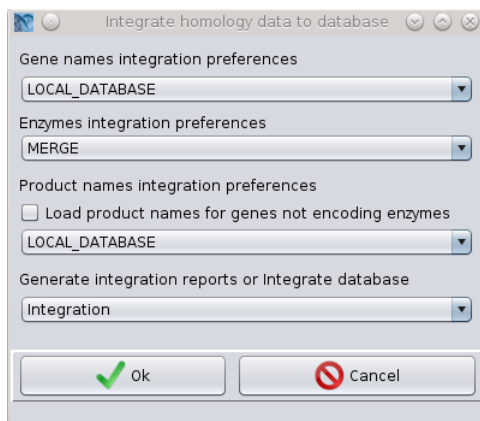 Integrate homology data to database
Gene names integration preferences
LOCAL_DATABASE
Enzymes integration preferences
MERGE
Product names integration preferences
Load product names for genes not encoding enzymes
LOCAL_DATABASE
Generate integration reports or Integrate database
Integration
Ok
Cancel